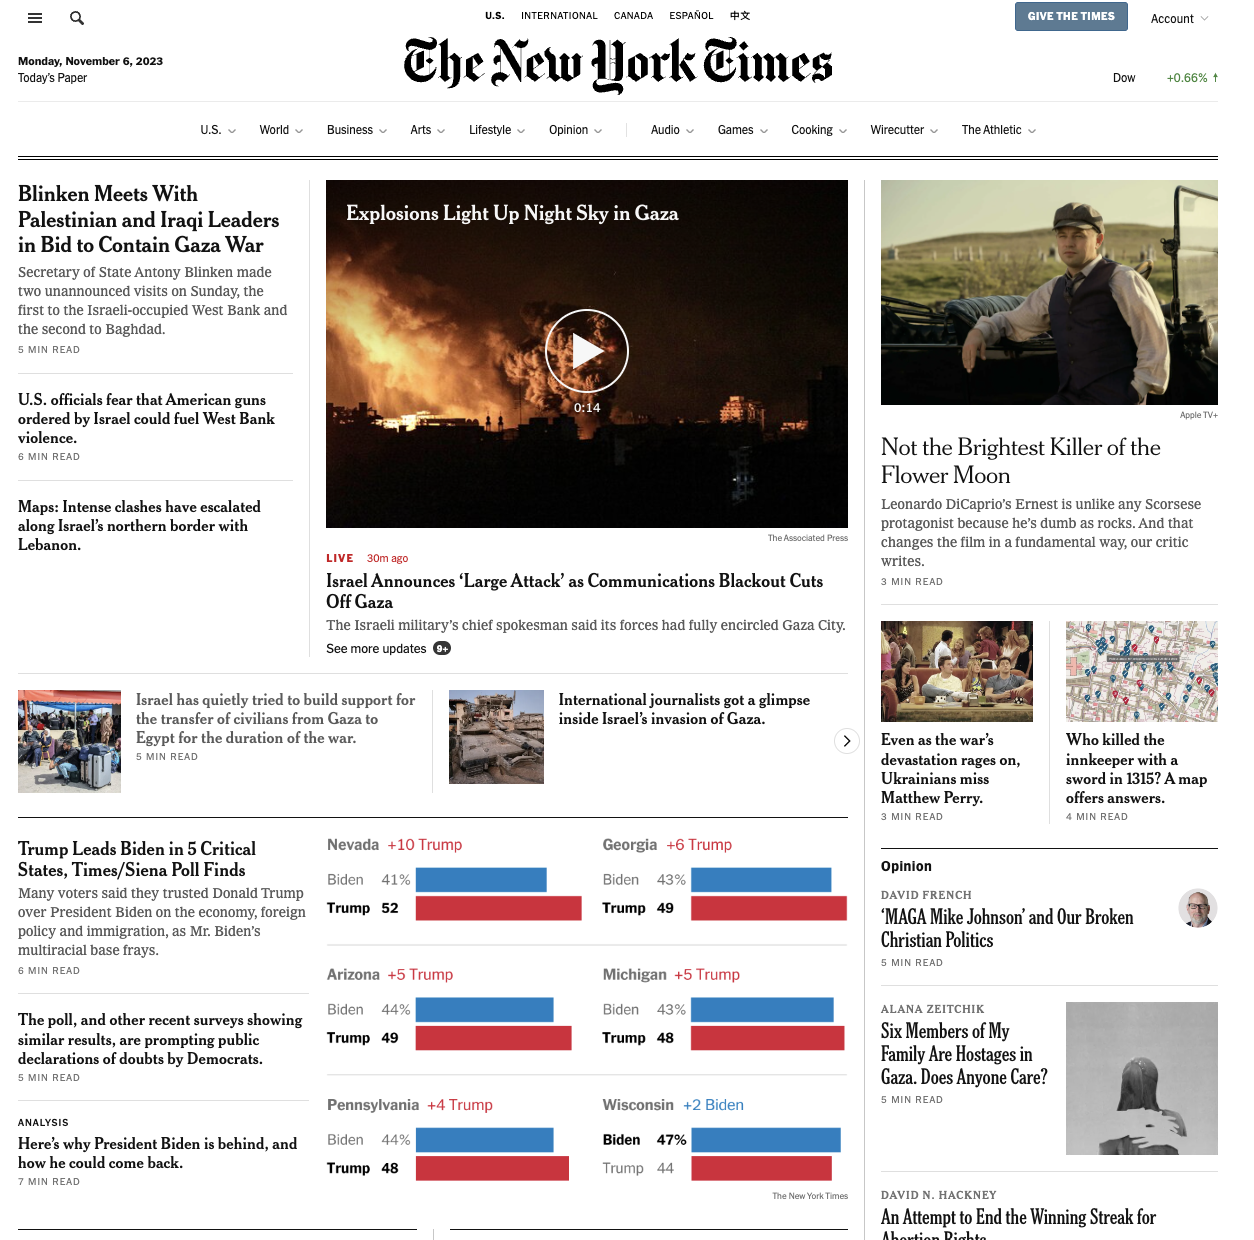 U.S. INTERNATIONAL CANADA ESPAÑOL 中文
GIVE THE TIMES
Account
Monday, November 6, 2023
Today's Paper
The New York Times
Dow +0.66% ↑
U.S. World Business Arts Lifestyle Opinion Audio Games Cooking Wirecutter The Athletic
Blinken Meets With
Palestinian and Iraqi Leaders
in Bid to Contain Gaza War
Secretary of State Antony Blinken made
two unannounced visits on Sunday, the
first to the Israeli-occupied West Bank and
the second to Baghdad.
5 MIN READ
U.S. officials fear that American guns
ordered by Israel could fuel West Bank
violence.
6 MIN READ
Maps: Intense clashes have escalated
along Israel's northern border with
Lebanon.
Explosions Light Up Night Sky in Gaza
0:14
The Associated Press
LIVE 30m ago
Israel Announces ‘Large Attack’ as Communications Blackout Cuts
Off Gaza
The Israeli military's chief spokesman said its forces had fully encircled Gaza City.
See more updates 9+
Israel has quietly tried to build support for
the transfer of civilians from Gaza to
Egypt for the duration of the war.
5 MIN READ
International journalists got a glimpse
inside Israel's invasion of Gaza.
Trump Leads Biden in 5 Critical
States, Times/Siena Poll Finds
Many voters said they trusted Donald Trump
over President Biden on the economy, foreign
policy and immigration, as Mr. Biden's
multiracial base frays.
6 MIN READ
The poll, and other recent surveys showing
similar results, are prompting public
declarations of doubts by Democrats.
5 MIN READ
ANALYSIS
Here's why President Biden is behind, and
how he could come back.
7 MIN READ
Nevada +10 Trump
Biden 41%
Trump 52
Georgia +6 Trump
Biden 43%
Trump 49
Arizona +5 Trump
Biden 44%
Trump 49
Michigan +5 Trump
Biden 43%
Trump 48
Pennsylvania +4 Trump
Biden 44%
Trump 48
Wisconsin +2 Biden
Biden 47%
Trump 44
The New York Times
Apple TV+
Not the Brightest Killer of the
Flower Moon
Leonardo DiCaprio's Ernest is unlike any Scorsese
protagonist because he's dumb as rocks. And that
changes the film in a fundamental way, our critic
writes.
3 MIN READ
Even as the war's
devastation rages on,
Ukrainians miss
Matthew Perry.
3 MIN READ
Who killed the
innkeeper with a
sword in 1315? A map
offers answers.
4 MIN READ
Opinion
DAVID FRENCH
‘MAGA Mike Johnson’ and Our Broken
Christian Politics
5 MIN READ
ALANA ZEITCHIK
Six Members of My
Family Are Hostages in
Gaza. Does Anyone Care?
5 MIN READ
DAVID N. HACKNEY
An Attempt to End the Winning Streak for
Abortion Rights